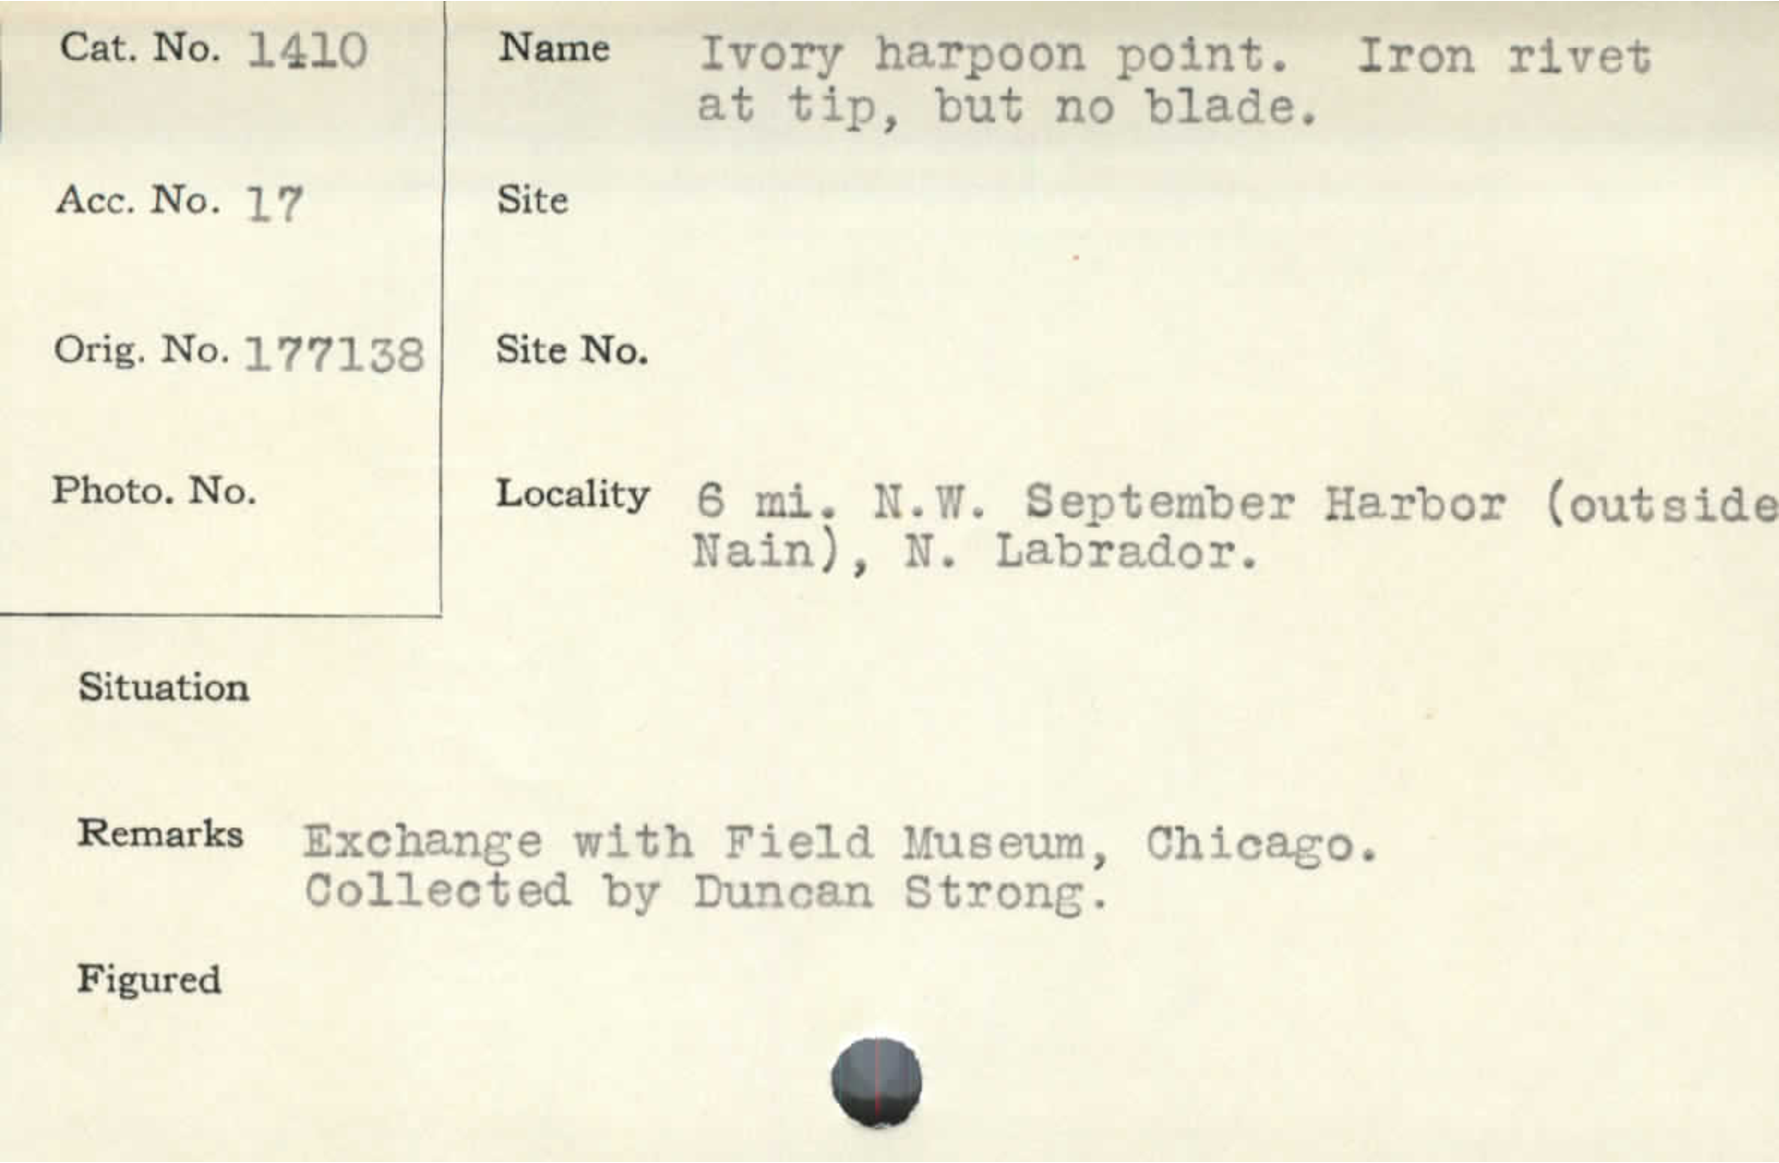 Cat. No. 1410
Name Ivory harpoon point. Iron rivet
at tip, but no blade.
Acc. No. 17
Site
Orig. No. 177138
Site No.
Photo. No.
Locality 6 mi. N.W. September Harbor (outside
Nain), N. Labrador.
Situation
Remarks Exchange with Field Museum, Chicago.
Collected by Duncan Strong.
Figured